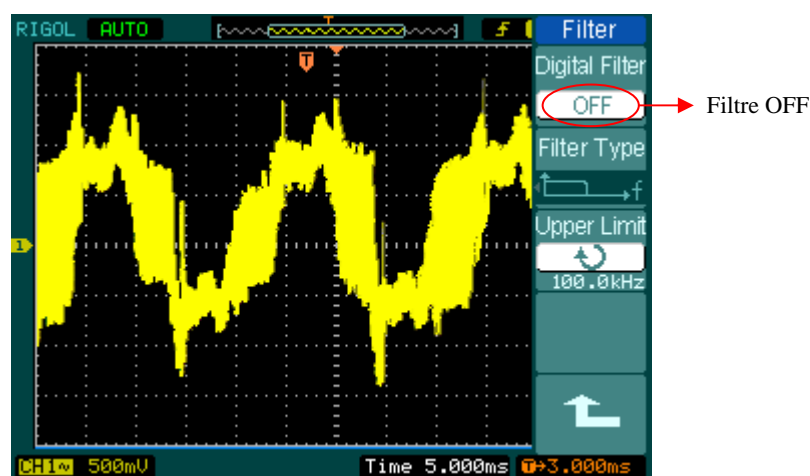 RIGOL AUTO T Filter
T
Digital Filter
OFF
Filtre OFF
Filter Type
f
1
Upper Limit
100.0kHz
CH1~ 500mV Time 5.000ms T→3.000ms